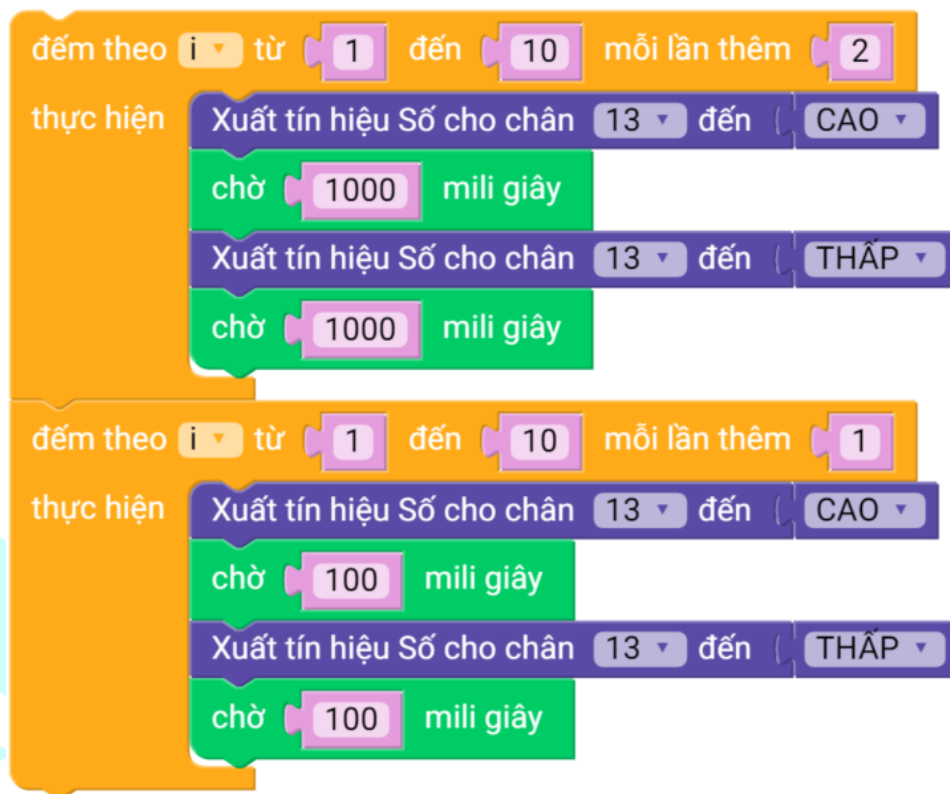 đếm theo i từ 1 đến 10 mỗi lần thêm 2
thực hiện Xuất tín hiệu Số cho chân 13 đến CAO
chờ 1000 mili giây
Xuất tín hiệu Số cho chân 13 đến THẤP
chờ 1000 mili giây
đếm theo i từ 1 đến 10 mỗi lần thêm 1
thực hiện Xuất tín hiệu Số cho chân 13 đến CAO
chờ 100 mili giây
Xuất tín hiệu Số cho chân 13 đến THẤP
chờ 100 mili giây